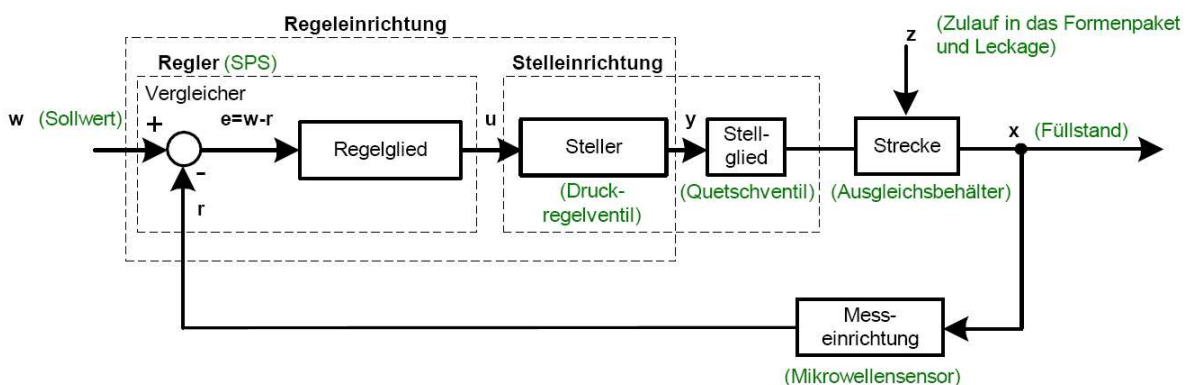 Regeleinrichtung
Regler (SPS)
Stelleinrichtung
z
(Zulauf in das Formenpaket
und Leckage)
Vergleicher
w (Sollwert)
+
e=w-r
Regelglied
u
Steller
y
Stell-
glied
Strecke
x (Füllstand)
-
r
(Druck-
regelventil)
(Quetschventil)
(Ausgleichsbehälter)
Mess-
einrichtung
(Mikrowellensensor)